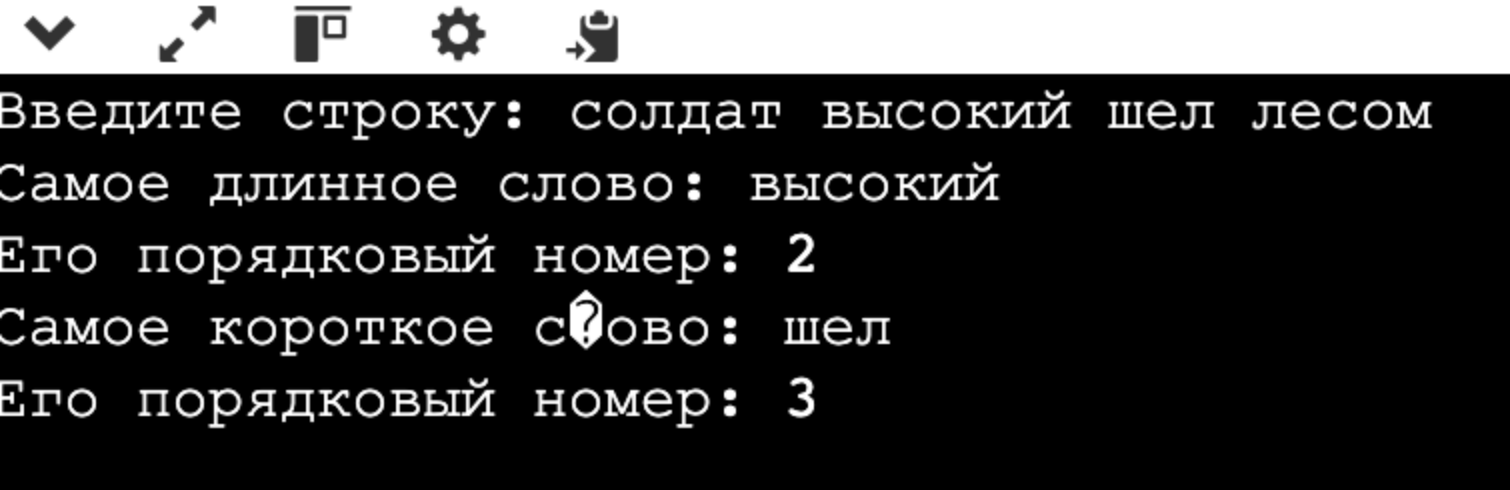 Введите строку: солдат высокий шел лесом
Самое длинное слово: высокий
Его порядковый номер: 2
Самое короткое с�ово: шел
Его порядковый номер: 3